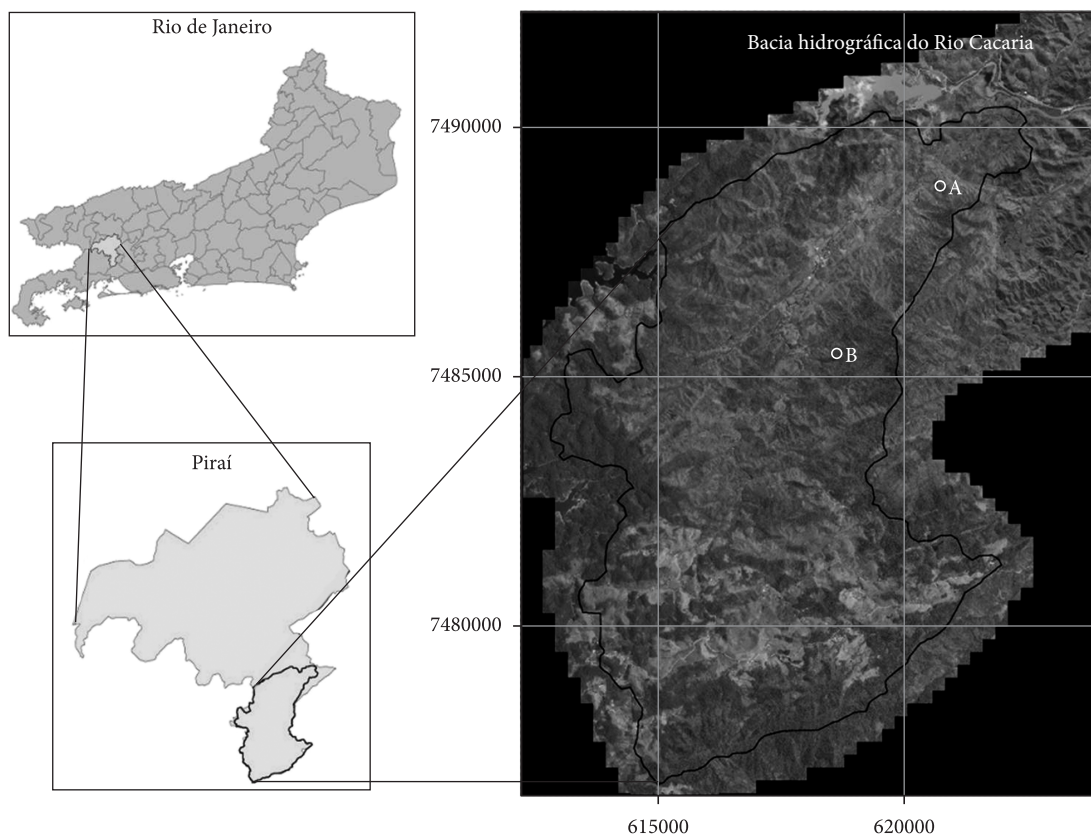 Rio de Janeiro
Bacia hidrográfica do Rio Cacaria
7490000
A
B
7485000
Piraí
7480000
615000
620000